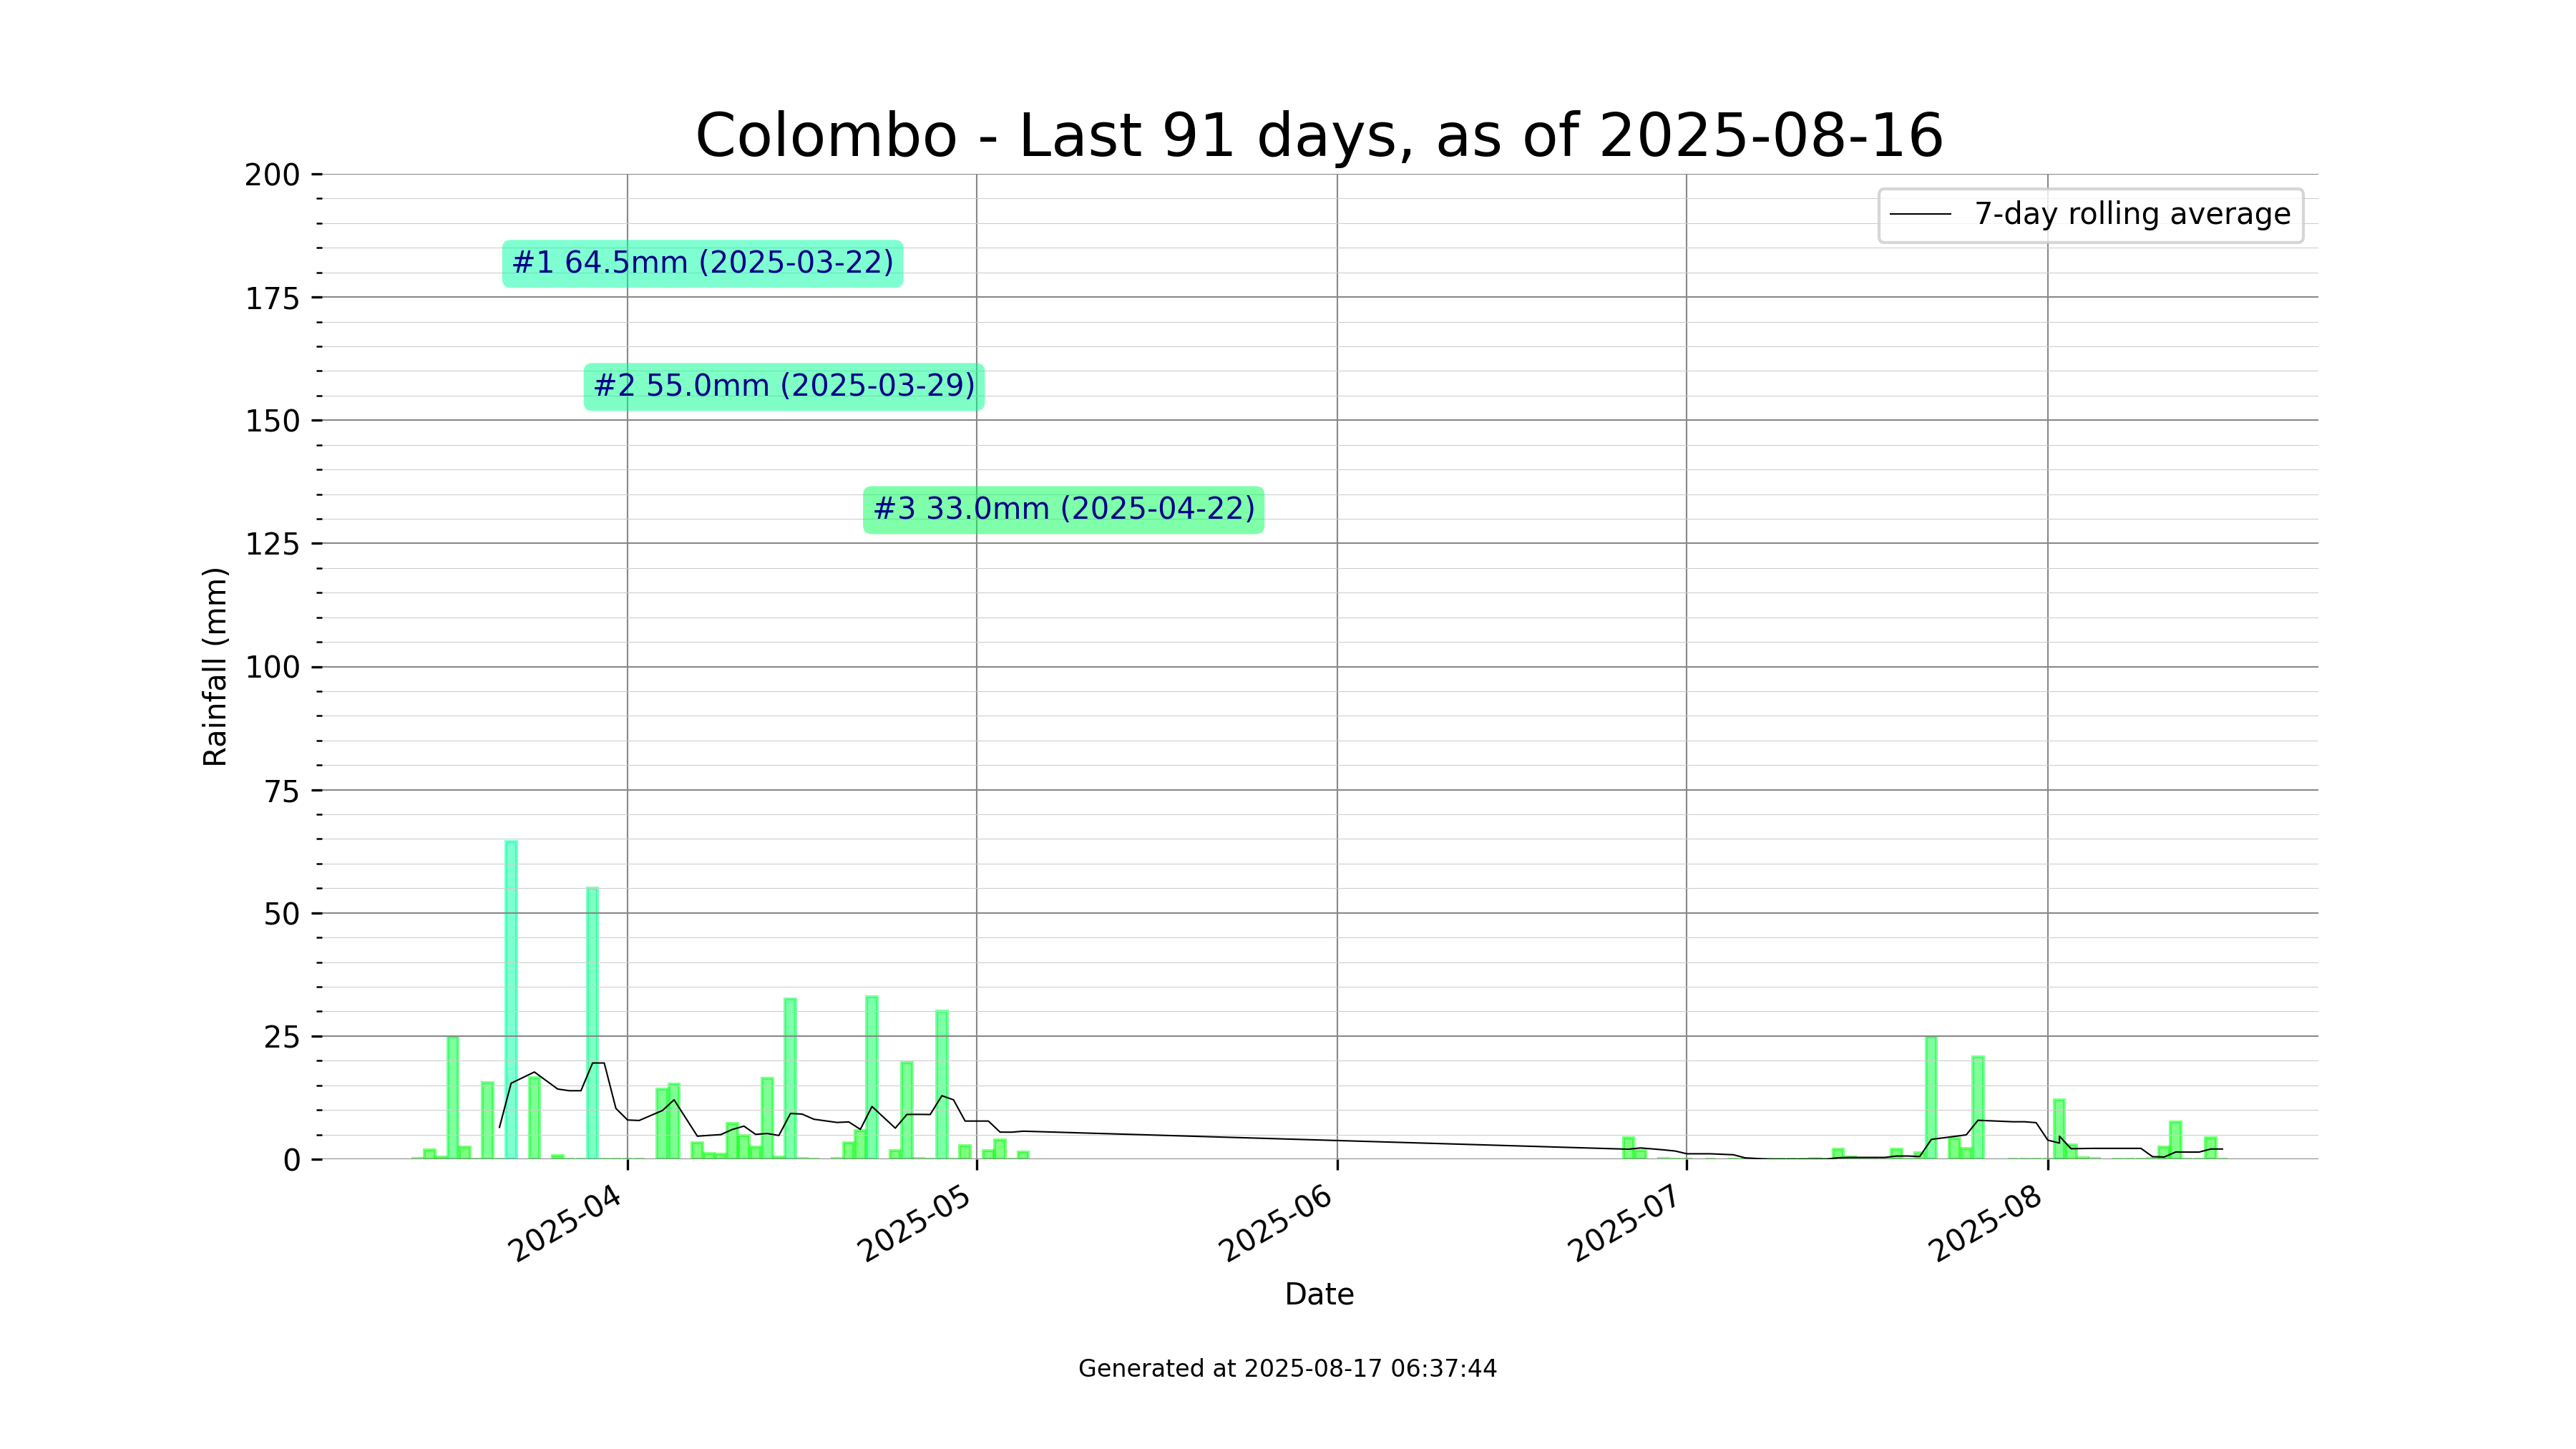 Colombo - Last 91 days, as of 2025-08-16
200
175
150
125
100
75
50
25
0
Rainfall (mm)
7-day rolling average
#1 64.5mm (2025-03-22)
#2 55.0mm (2025-03-29)
#3 33.0mm (2025-04-22)
2025-04
2025-05
2025-06
2025-07
2025-08
Date
Generated at 2025-08-17 06:37:44